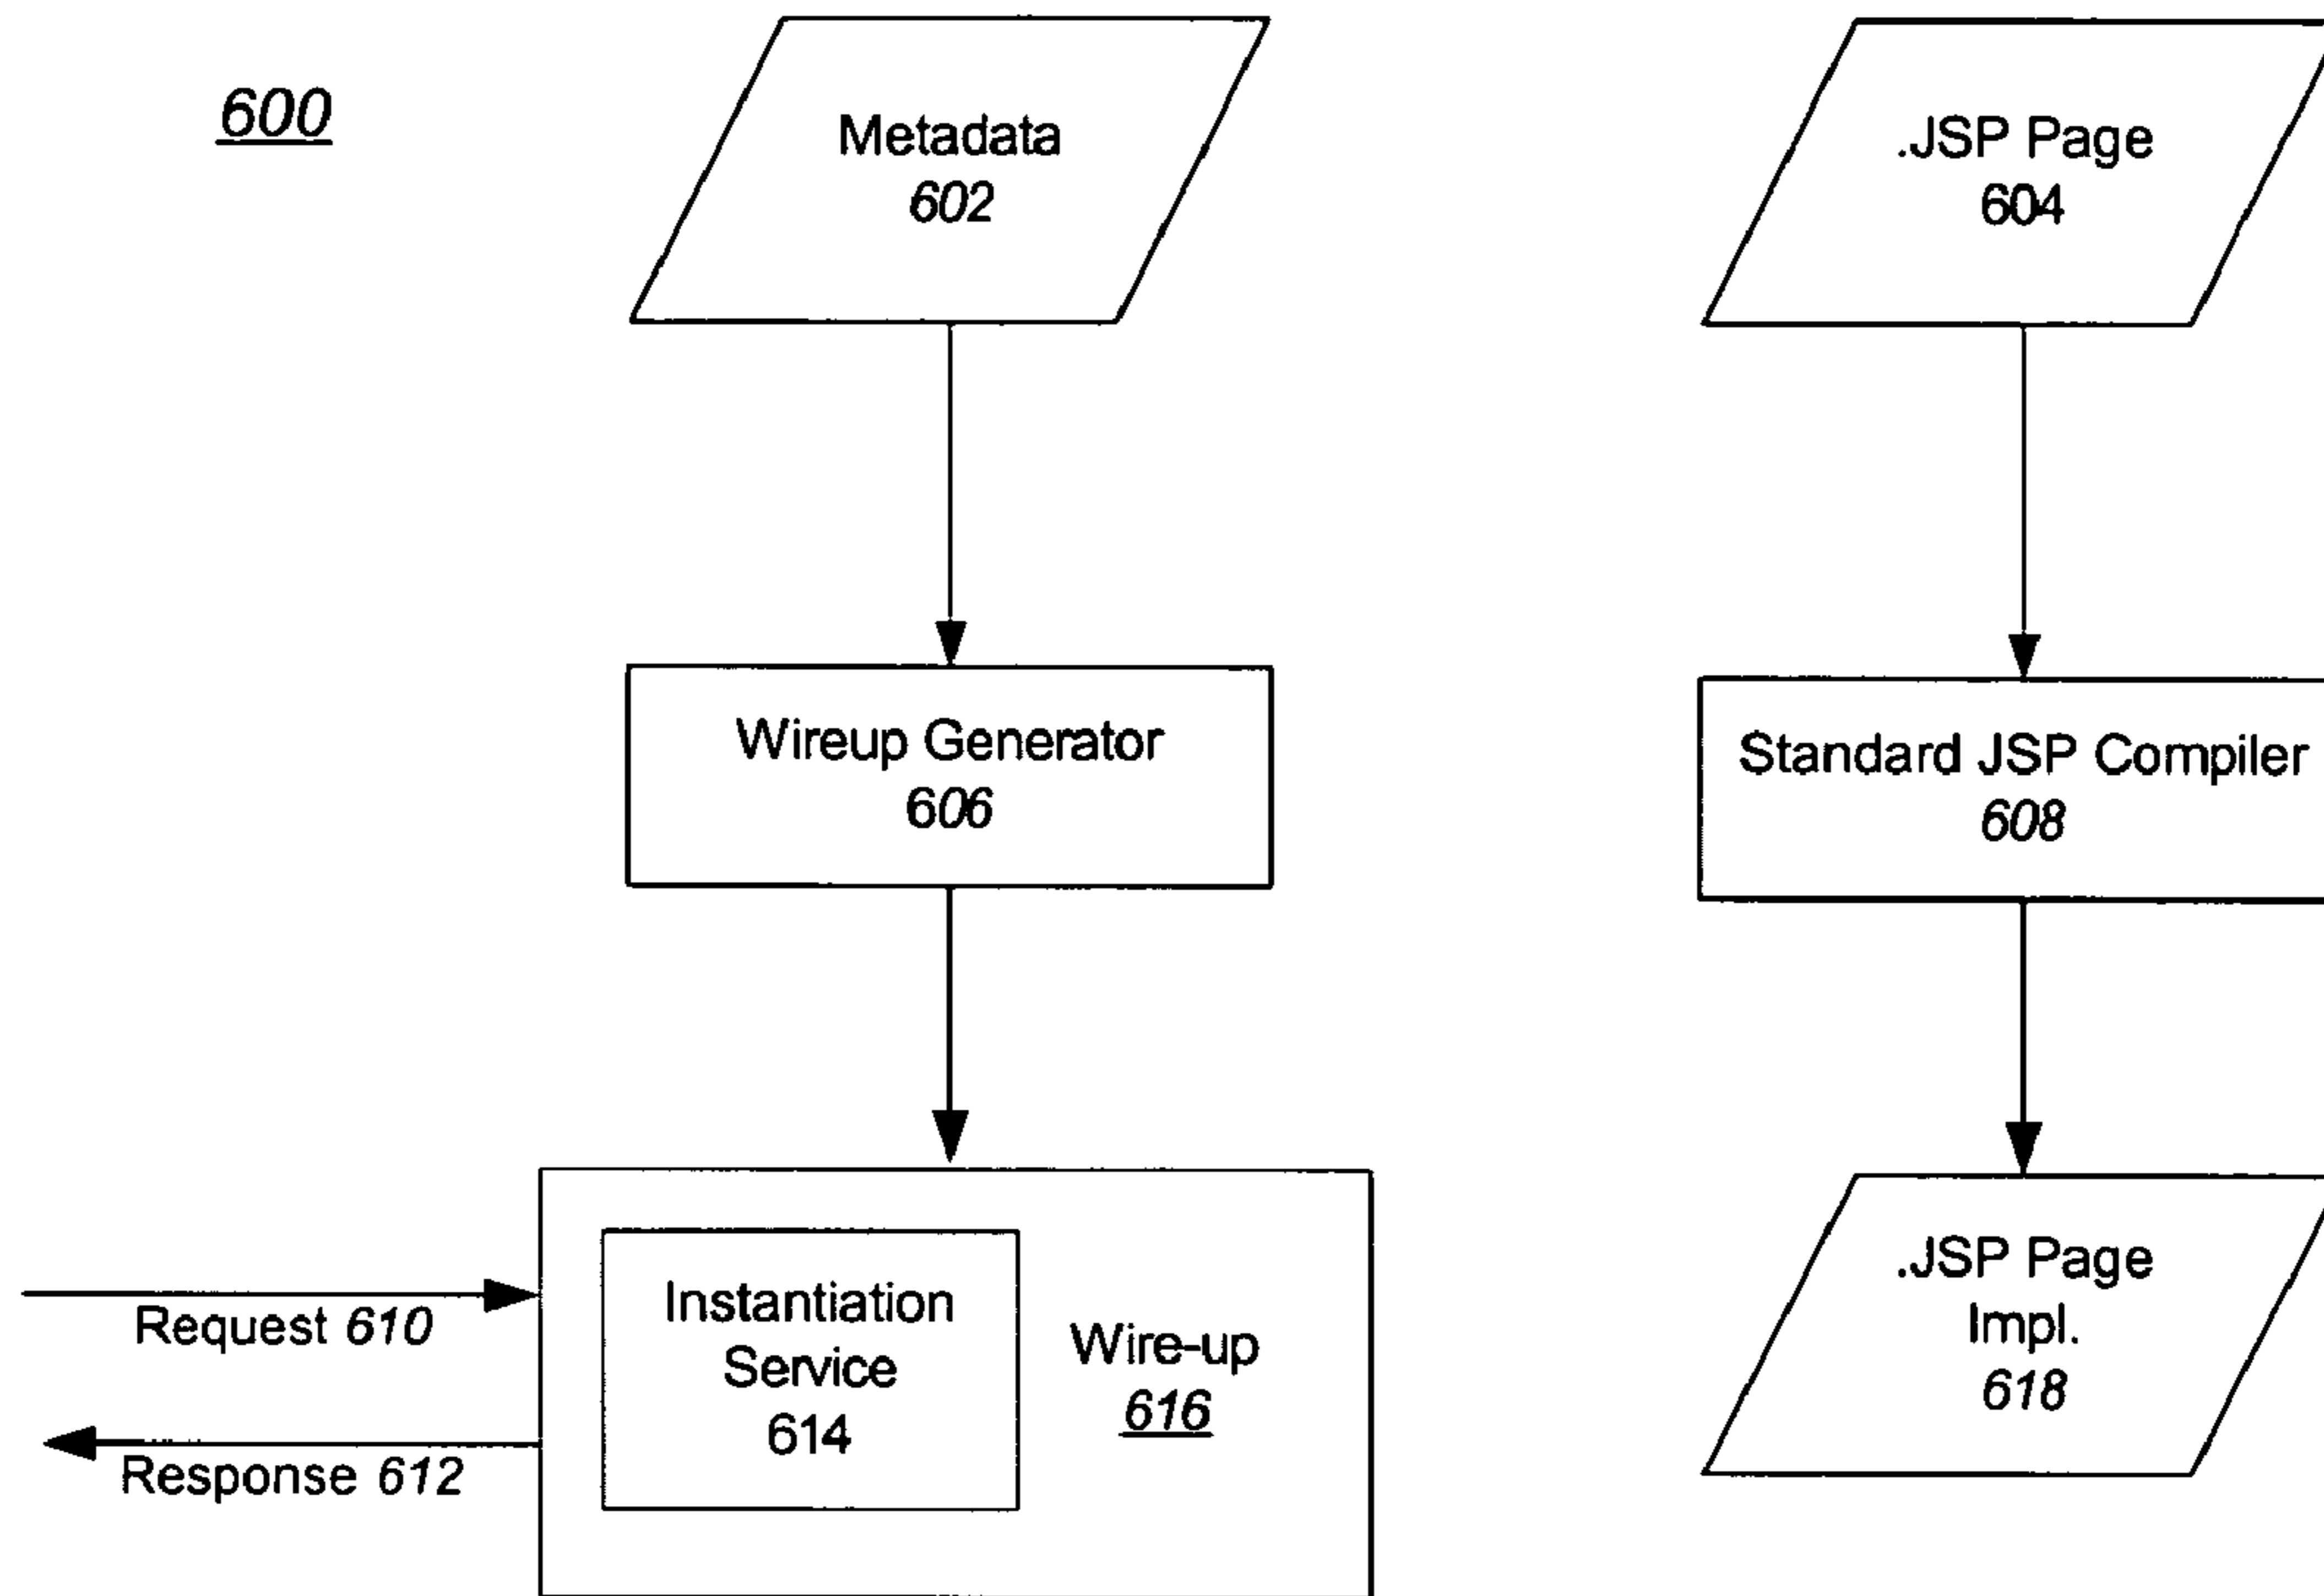 600
Metadata
602
.JSP Page
604
Wireup Generator
606
Standard JSP Compiler
608
Request 610
Response 612
Instantiation
Service
614
Wire-up
616
.JSP Page
Impl.
618